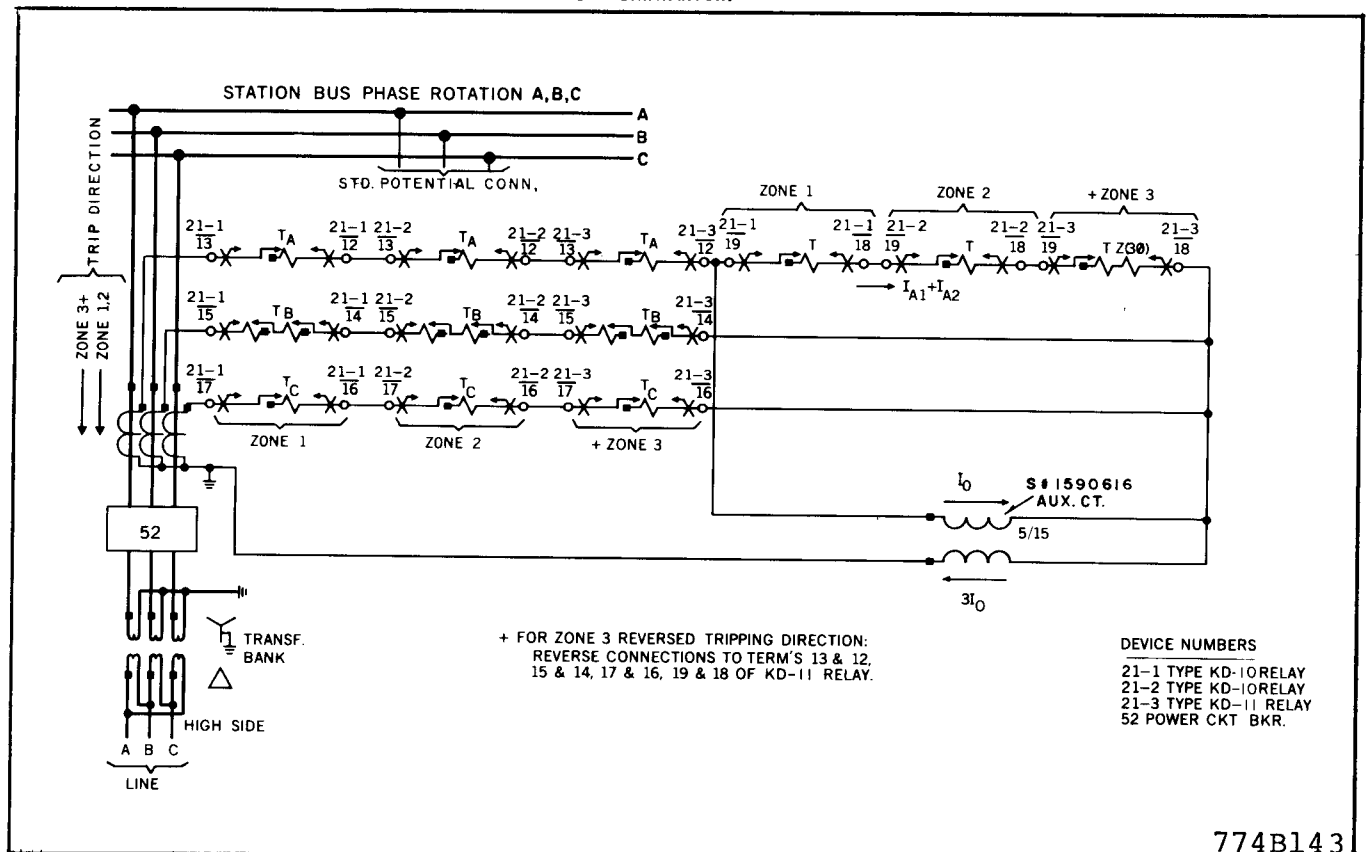 STATION BUS PHASE ROTATION A,B,C
A
B
C
STD. POTENTIAL CONN,
TRIP DIRECTION
ZONE 3+
ZONE 1,2
ZONE 1
ZONE 2
+ ZONE 3
21-1 13
TA
21-1 12
21-2 13
TA
21-2 12
21-3 13
TA
21-3 12
21-1 19
T
21-1 18
21-2 19
T
21-2 18
21-3 19
T Z(3Ø)
21-3 18
IA1+IA2
21-1 15
TB
21-1 14
21-2 15
TB
21-2 14
21-3 15
TB
21-3 14
21-1 17
TC
21-1 16
21-2 17
TC
21-2 16
21-3 17
TC
21-3 16
ZONE 1
ZONE 2
+ ZONE 3
IO
S#1590616
AUX. CT.
5/15
3IO
52
TRANSF.
BANK
HIGH SIDE
A B C
LINE
+ FOR ZONE 3 REVERSED TRIPPING DIRECTION:
REVERSE CONNECTIONS TO TERM'S 13 & 12,
15 & 14, 17 & 16, 19 & 18 OF KD-11 RELAY.
DEVICE NUMBERS
21-1 TYPE KD-10RELAY
21-2 TYPE KD-10RELAY
21-3 TYPE KD-11 RELAY
52 POWER CKT BKR.
774B143